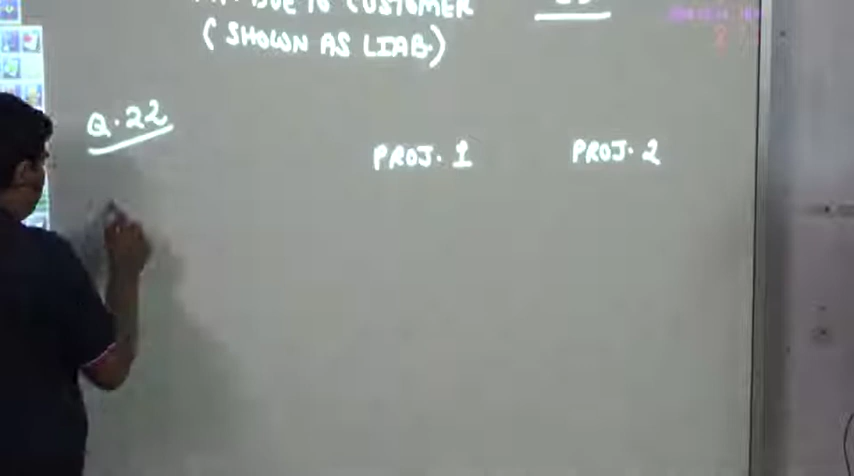 DUE TO CUSTOMER
(SHOWN AS LIAB.)
Q.22
PROJ. 1
PROJ. 2